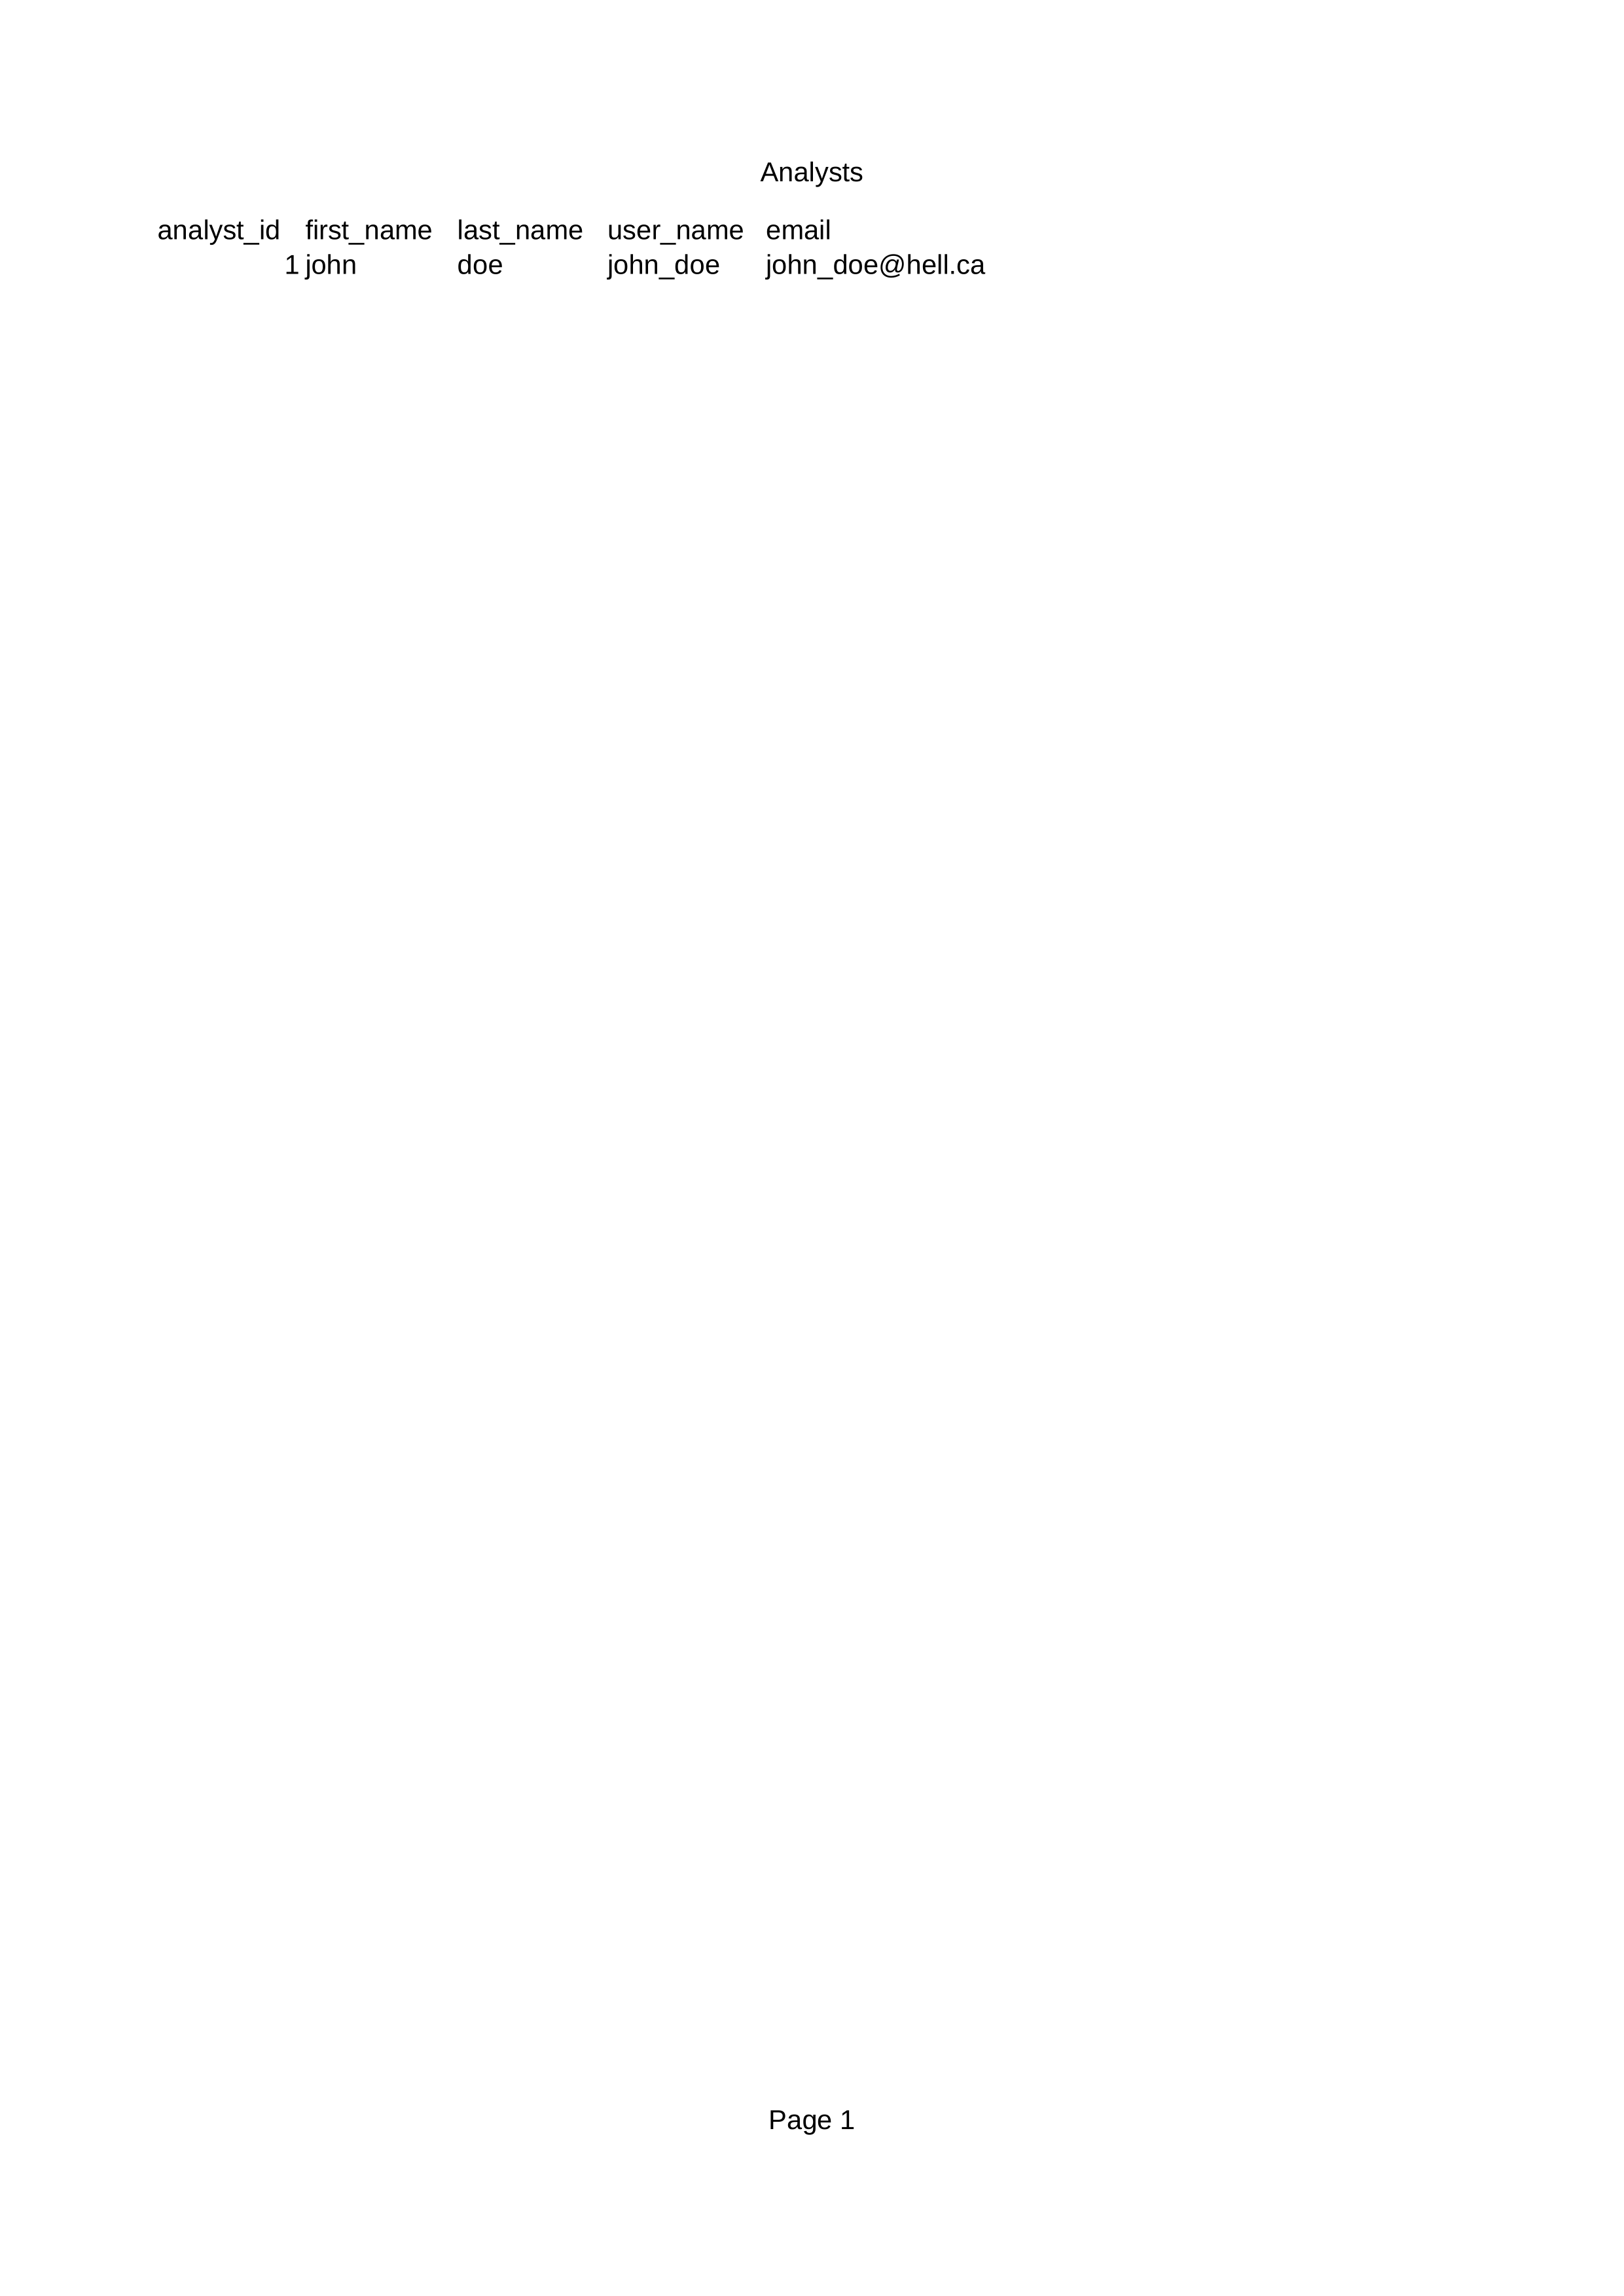 Analysts
analyst_id first_name last_name user_name email
1 john doe john_doe john_doe@hell.ca
Page 1